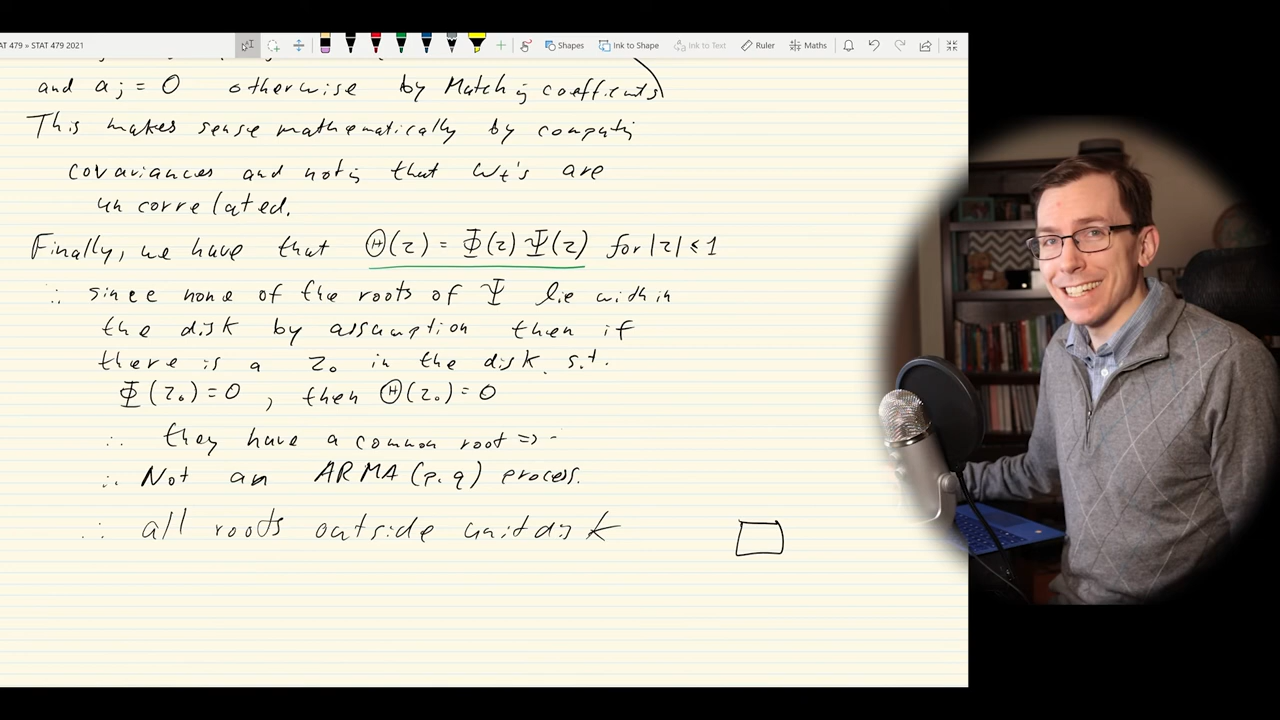 AT 479 » STAT 479 2021
Shapes
Ink to Shape
Ink to Text
Ruler
Maths
and aj = 0 otherwise by Matching coefficents)
This makes sense mathematically by computing
covariances and noting that Wt's are
uncorrelated.
Finally, we have that Θ(z) = Φ(z) Ψ(z) for |z| ≤ 1
∴ since none of the roots of Ψ lie within
the disk by assumption then if
there is a z₀ in the disk s.t.
Φ(z₀) = 0 , then Θ(z₀) = 0
∴ they have a common root ⇒
∴ Not an ARMA(p,q) process.
∴ all roots outside unit disk